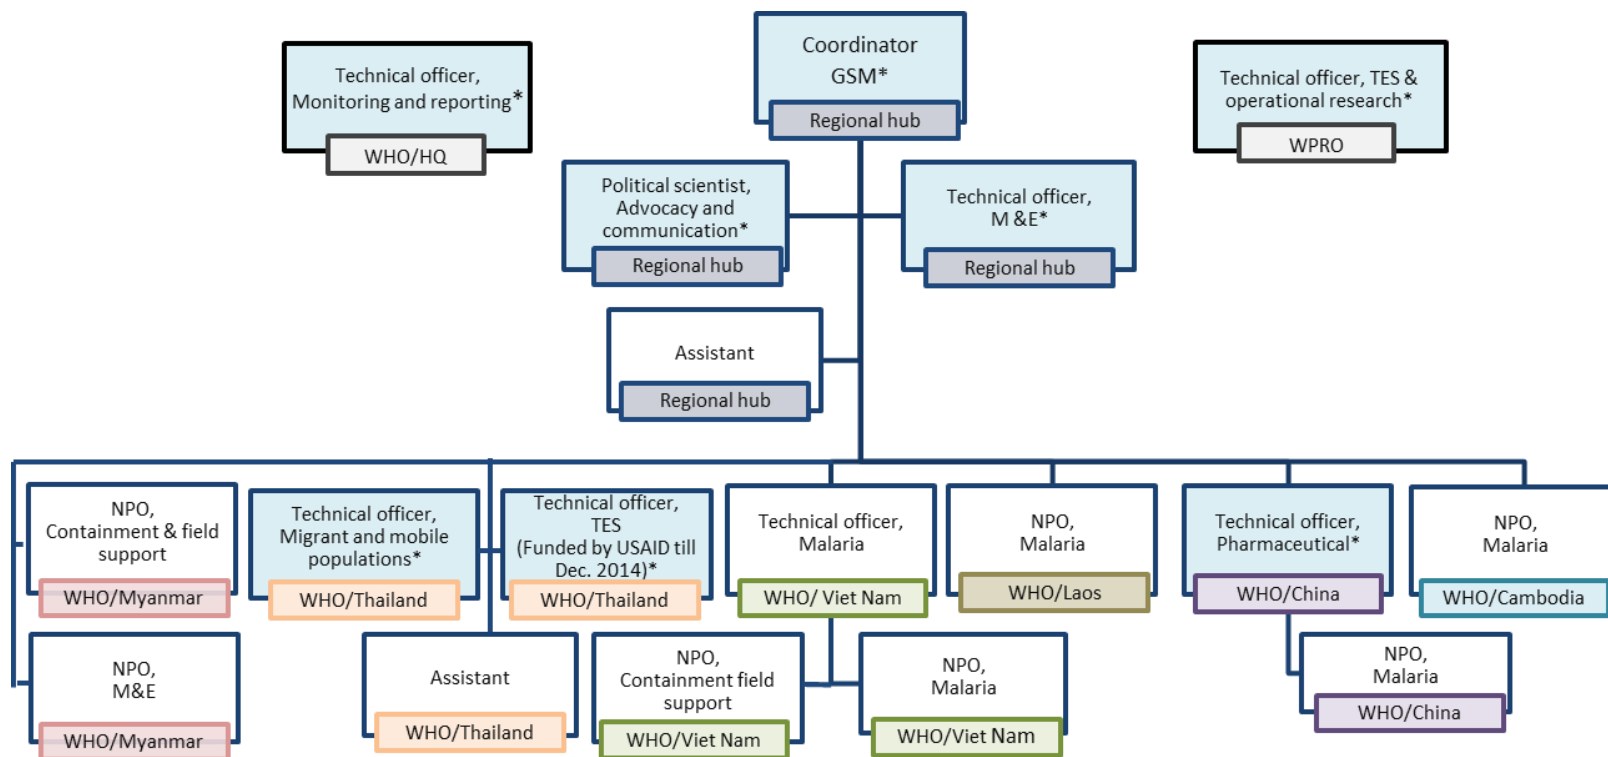 Coordinator
GSM*
Regional hub
Technical officer,
Monitoring and reporting*
WHO/HQ
Technical officer, TES &
operational research*
WPRO
Political scientist,
Advocacy and
communication*
Regional hub
Technical officer,
M &E*
Regional hub
Assistant
Regional hub
NPO,
Containment & field
support
WHO/Myanmar
Technical officer,
Migrant and mobile
populations*
WHO/Thailand
Technical officer,
TES
(Funded by USAID till
Dec. 2014)*
WHO/Thailand
Technical officer,
Malaria
WHO/ Viet Nam
NPO,
Malaria
WHO/Laos
Technical officer,
Pharmaceutical*
WHO/China
NPO,
Malaria
WHO/Cambodia
NPO,
M&E
WHO/Myanmar
Assistant
WHO/Thailand
NPO,
Containment field
support
WHO/Viet Nam
NPO,
Malaria
WHO/Viet Nam
NPO,
Malaria
WHO/China